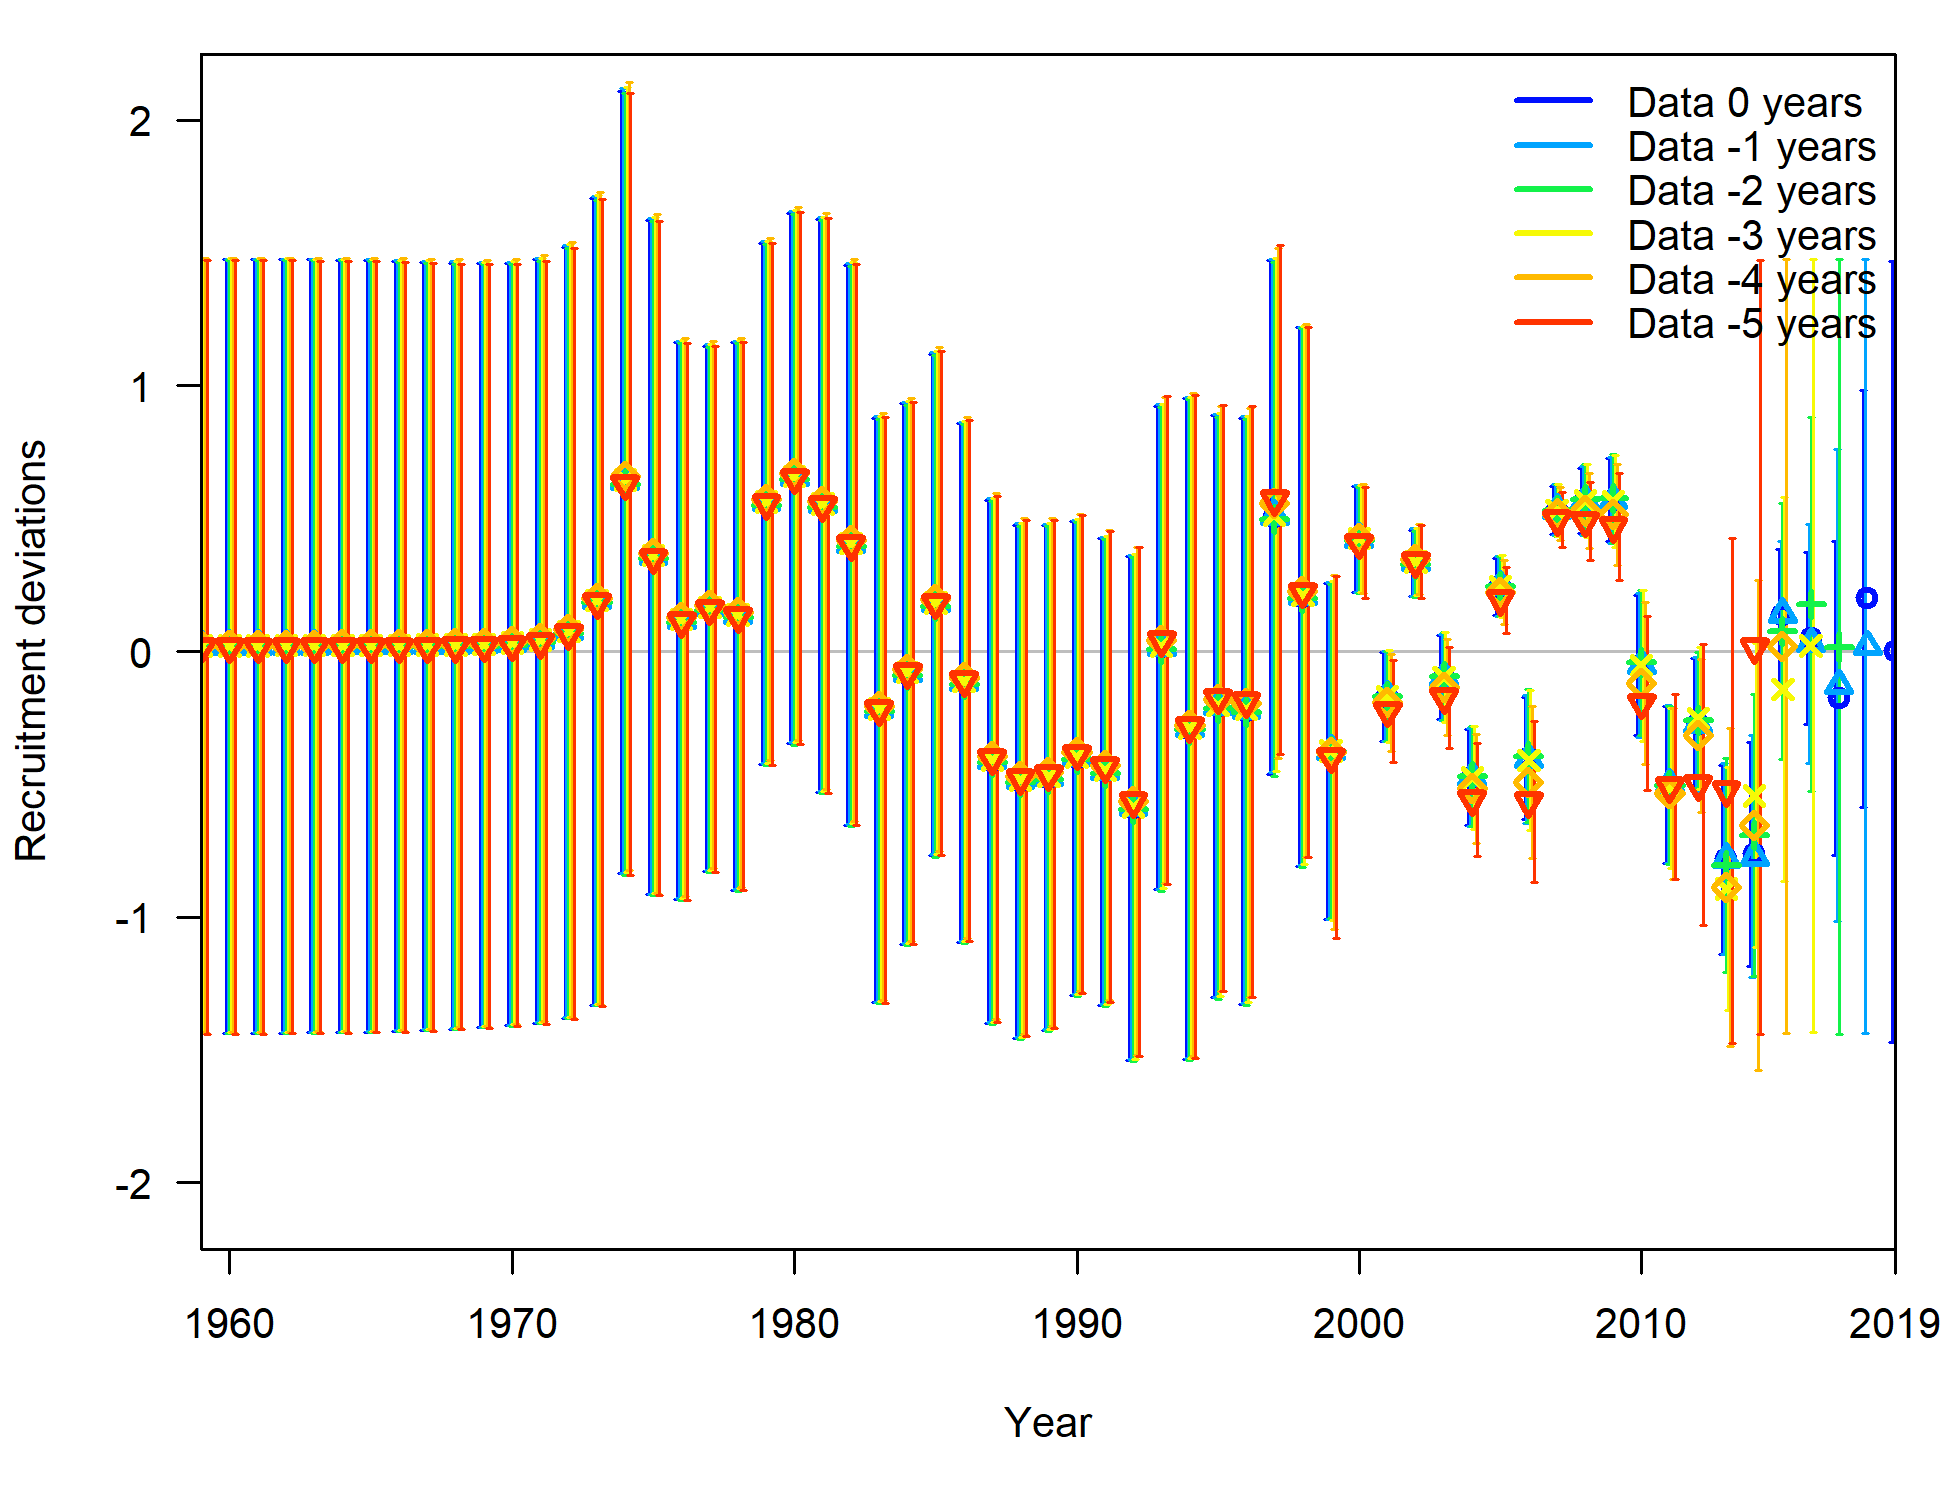 2
1
0
-1
-2
Recruitment deviations
Data 0 years
Data -1 years
Data -2 years
Data -3 years
Data -4 years
Data -5 years
1960
1970
1980
1990
2000
2010
2019
Year